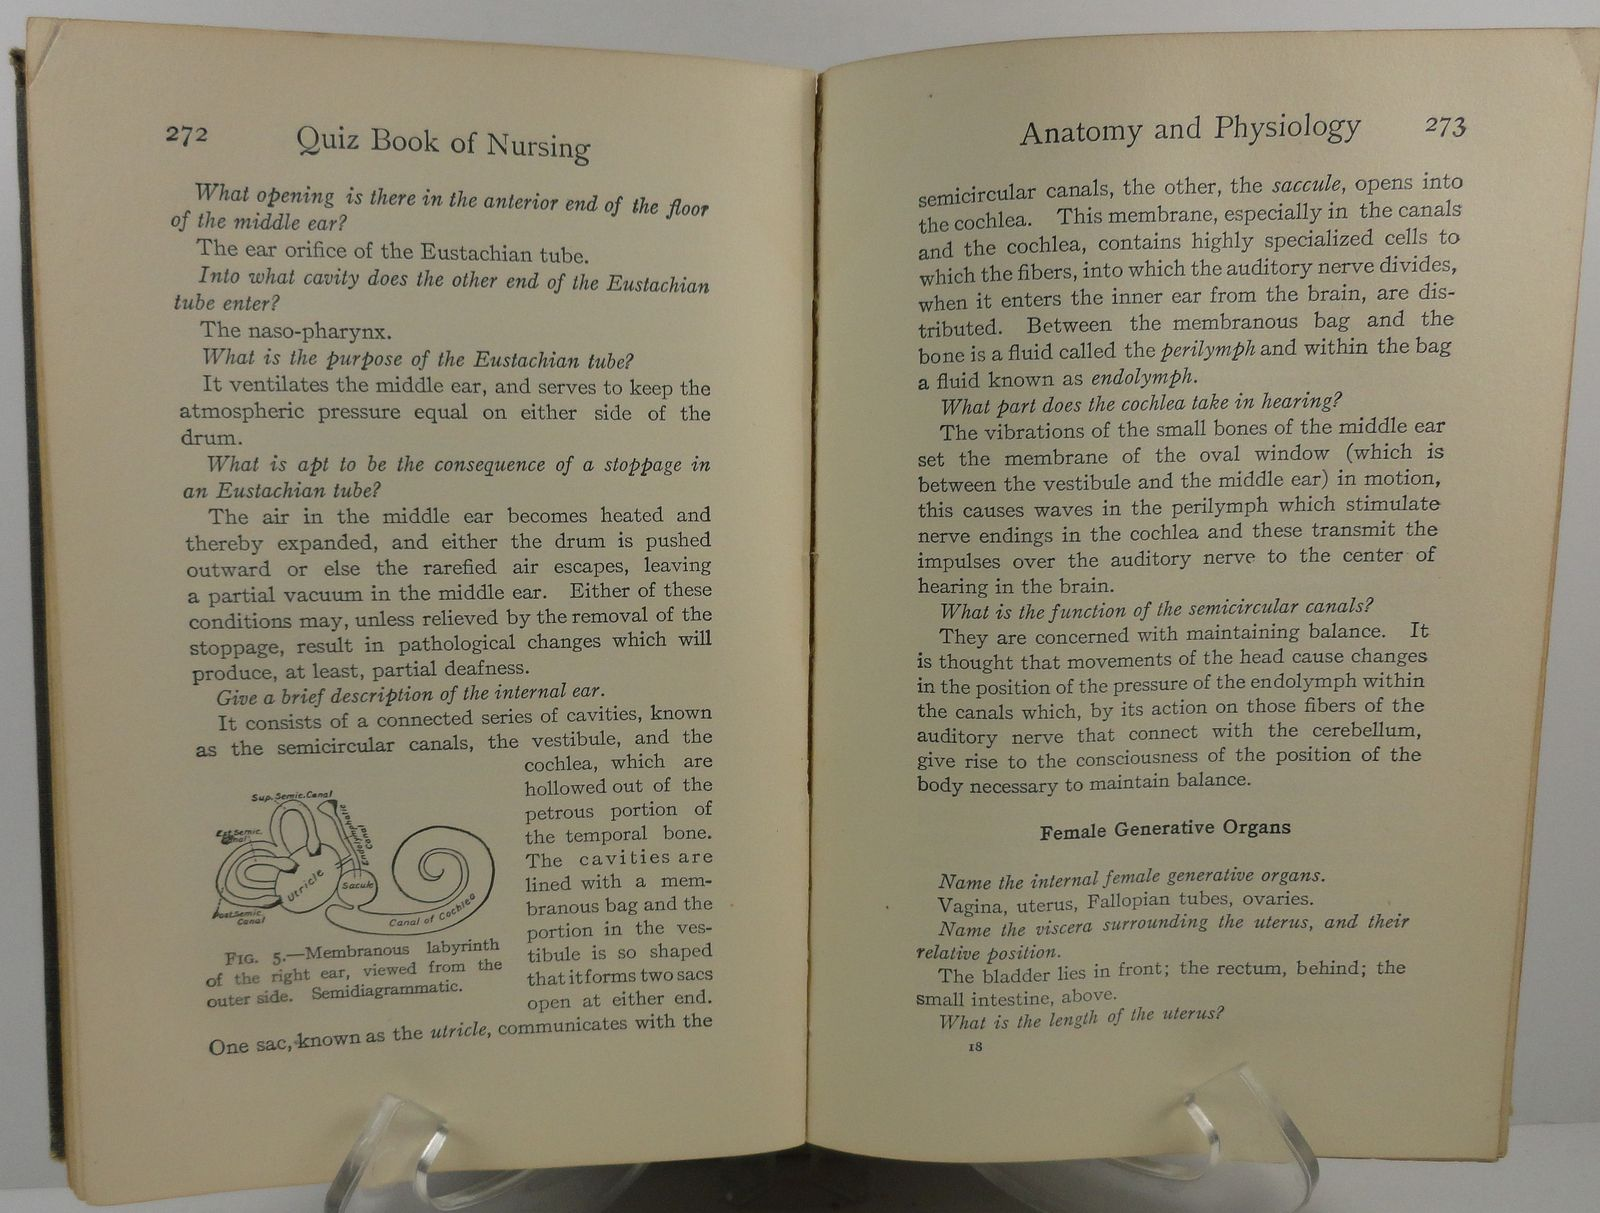 272 Quiz Book of Nursing
What opening is there in the anterior end of the floor
of the middle ear?
The ear orifice of the Eustachian tube.
Into what cavity does the other end of the Eustachian
tube enter?
The naso-pharynx.
What is the purpose of the Eustachian tube?
It ventilates the middle ear, and serves to keep the
atmospheric pressure equal on either side of the
drum.
What is apt to be the consequence of a stoppage in
an Eustachian tube?
The air in the middle ear becomes heated and
thereby expanded, and either the drum is pushed
outward or else the rarefied air escapes, leaving
a partial vacuum in the middle ear. Either of these
conditions may, unless relieved by the removal of the
stoppage, result in pathological changes which will
produce, at least, partial deafness.
Give a brief description of the internal ear.
It consists of a connected series of cavities, known
as the semicircular canals, the vestibule, and the
cochlea, which are
hollowed out of the
petrous portion of
the temporal bone.
The cavities are
lined with a mem-
branous bag and the
portion in the ves-
tibule is so shaped
that it forms two sacs
open at either end.
Sup. Semic. Canal
Ext. Semic.
Canal
Endolymphatic
Canal
Utricle
Sacule
Post. Semic.
Canal
Canal of Cochlea
FIG. 5.—Membranous labyrinth
of the right ear, viewed from the
outer side. Semidiagrammatic.
One sac, known as the utricle, communicates with the
Anatomy and Physiology 273
semicircular canals, the other, the saccule, opens into
the cochlea. This membrane, especially in the canals
and the cochlea, contains highly specialized cells to
which the fibers, into which the auditory nerve divides,
when it enters the inner ear from the brain, are dis-
tributed. Between the membranous bag and the
bone is a fluid called the perilymph and within the bag
a fluid known as endolymph.
What part does the cochlea take in hearing?
The vibrations of the small bones of the middle ear
set the membrane of the oval window (which is
between the vestibule and the middle ear) in motion,
this causes waves in the perilymph which stimulate
nerve endings in the cochlea and these transmit the
impulses over the auditory nerve to the center of
hearing in the brain.
What is the function of the semicircular canals?
They are concerned with maintaining balance. It
is thought that movements of the head cause changes
in the position of the pressure of the endolymph within
the canals which, by its action on those fibers of the
auditory nerve that connect with the cerebellum,
give rise to the consciousness of the position of the
body necessary to maintain balance.
Female Generative Organs
Name the internal female generative organs.
Vagina, uterus, Fallopian tubes, ovaries.
Name the viscera surrounding the uterus, and their
relative position.
The bladder lies in front; the rectum, behind; the
small intestine, above.
What is the length of the uterus?
18